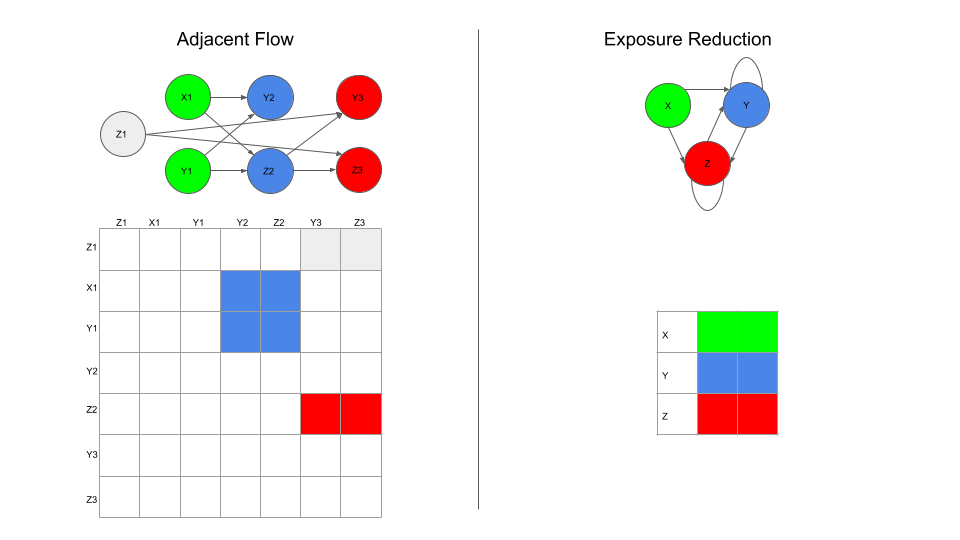 Adjacent Flow
X1
Y2
Y3
Z1
Y1
Z2
Z3
Z1 X1 Y1 Y2 Z2 Y3 Z3
Z1
X1
Y1
Y2
Z2
Y3
Z3
Exposure Reduction
X
Y
Z
X
Y
Z